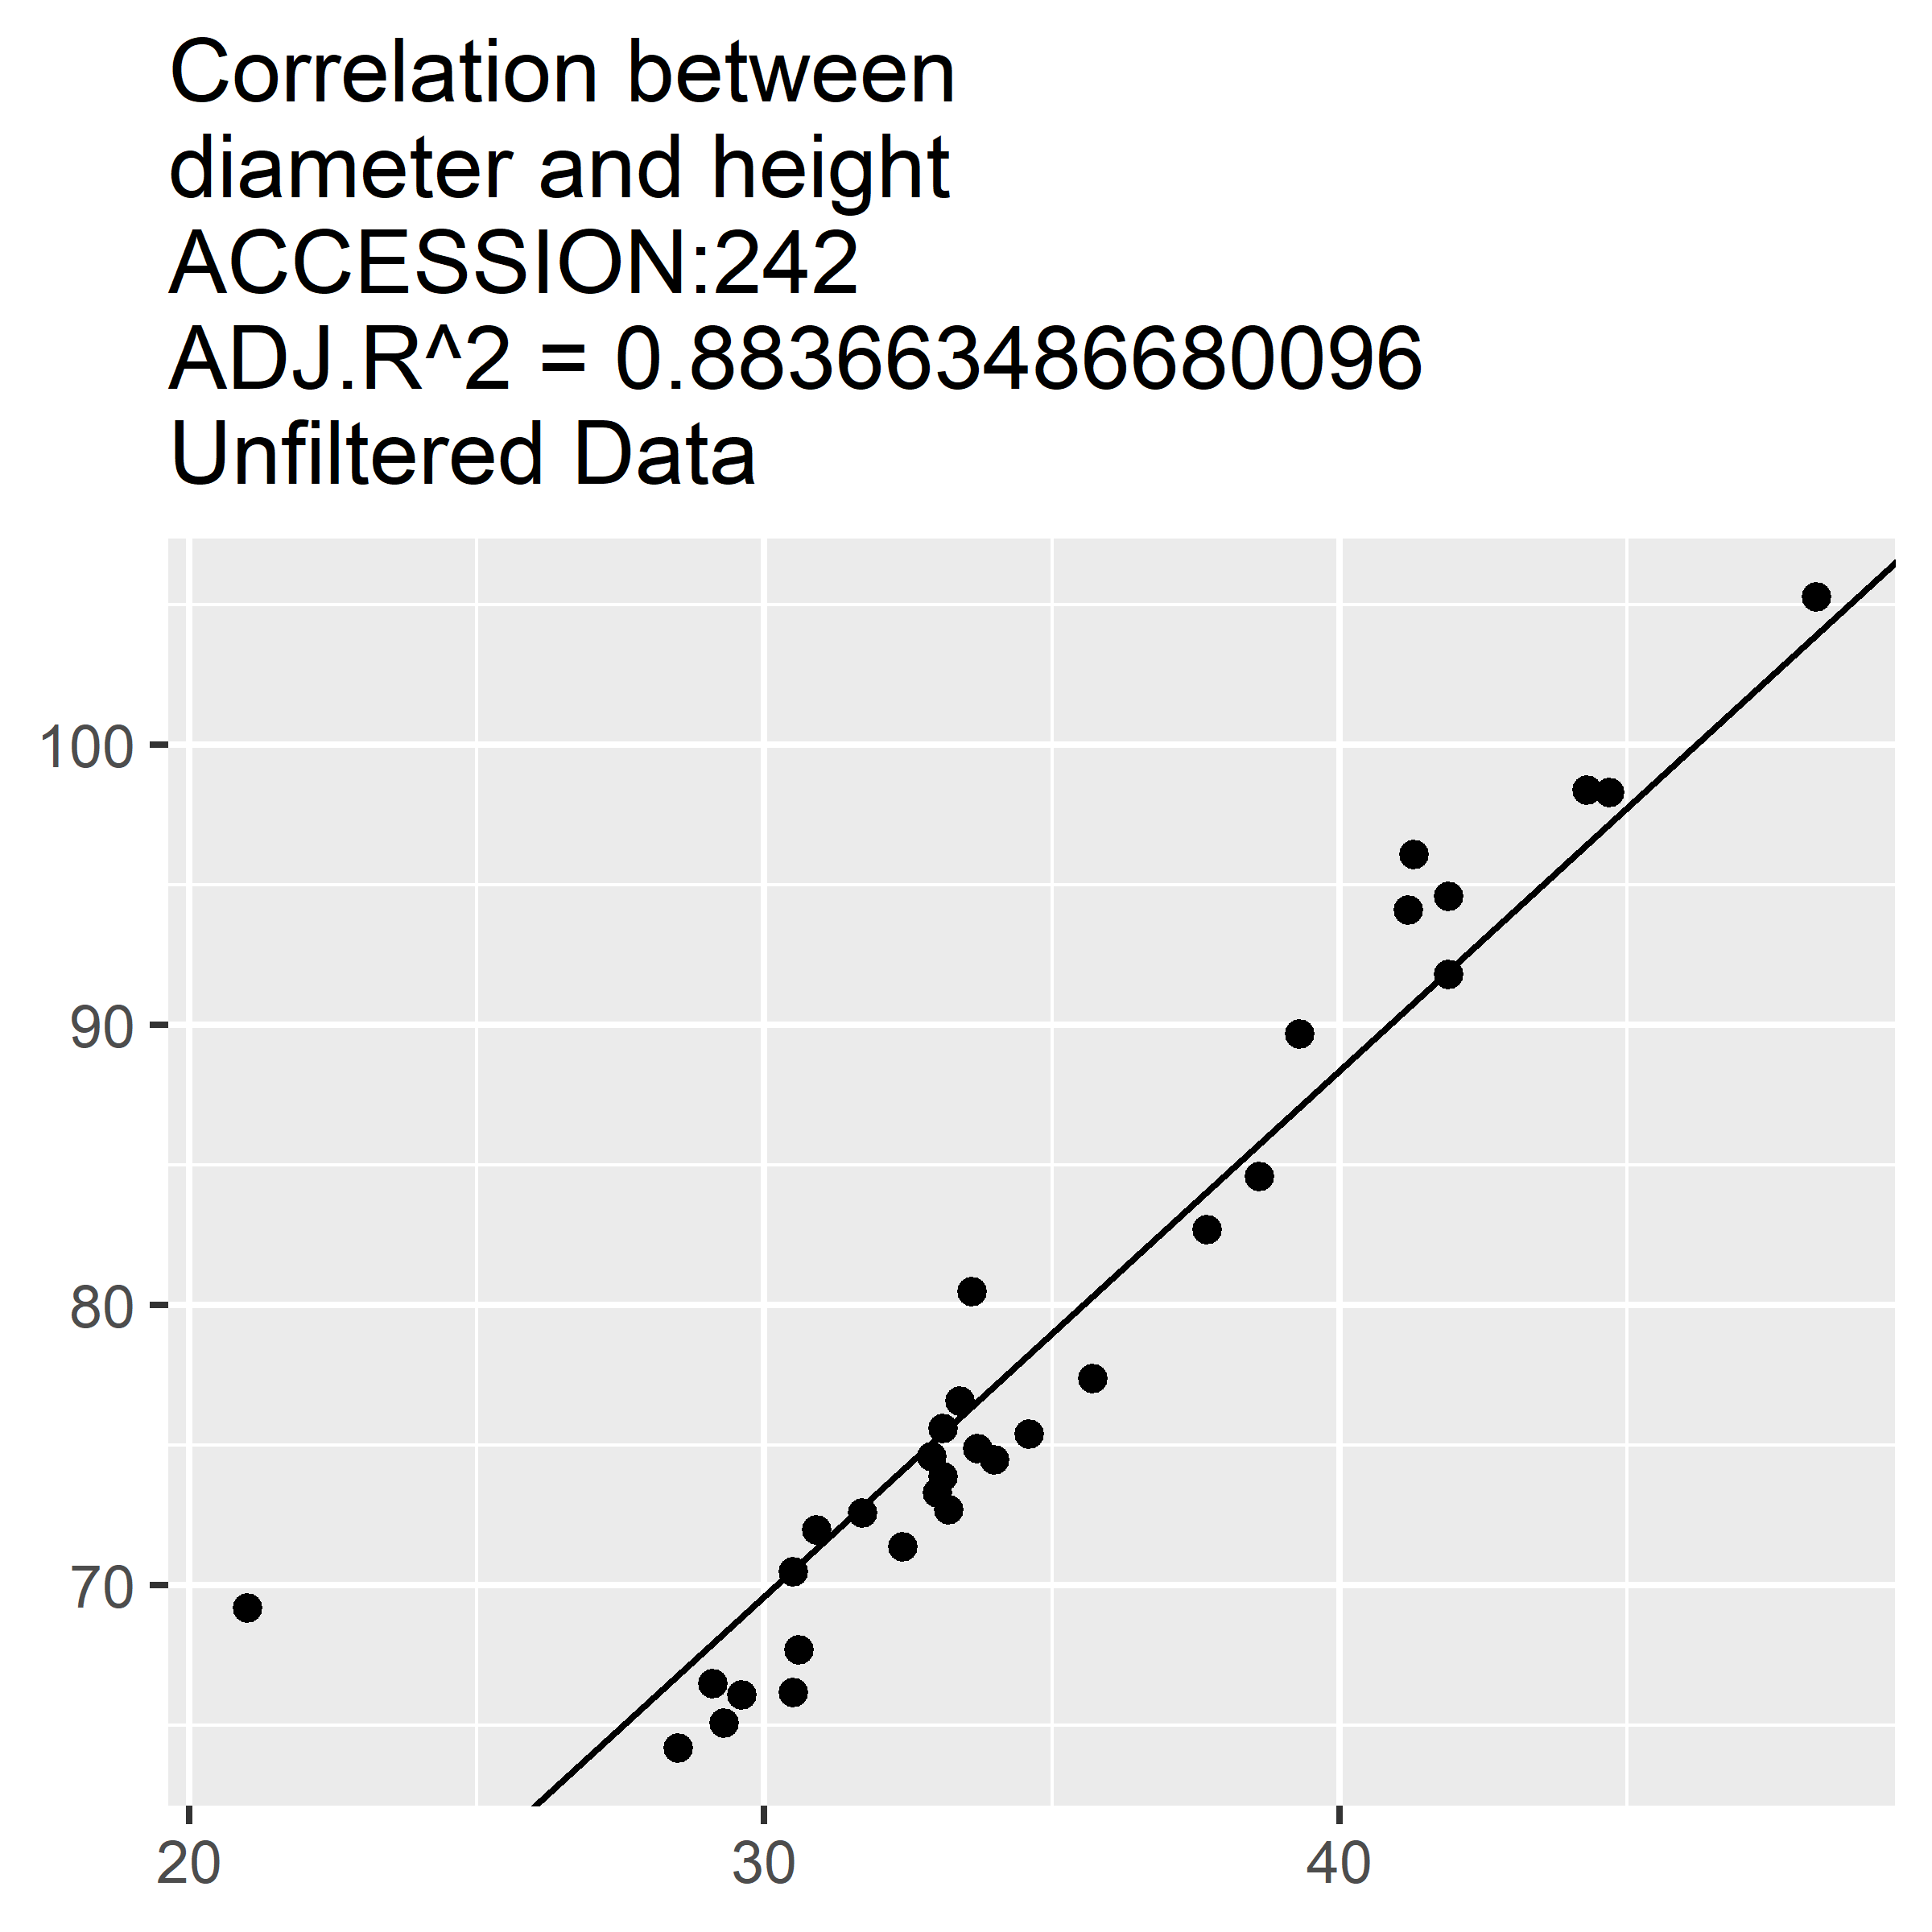 Correlation between
diameter and height
ACCESSION:242
ADJ.R^2 = 0.883663486680096
Unfiltered Data
100
90
80
70
20 30 40